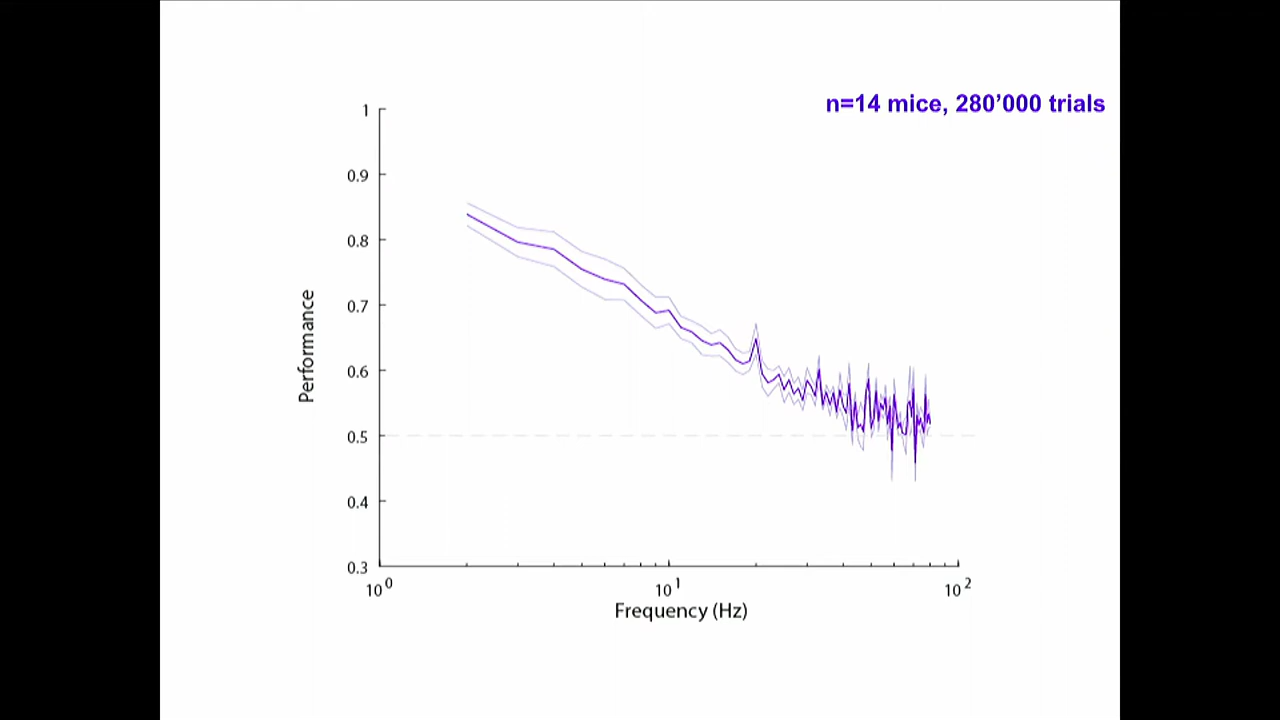 n=14 mice, 280’000 trials
1
0.9
0.8
0.7
0.6
0.5
0.4
0.3
Performance
10^0 10^1 10^2
Frequency (Hz)